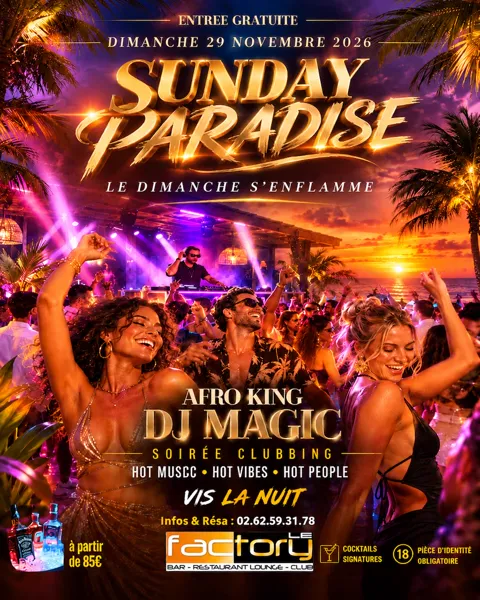 ENTREE GRATUITE
DIMANCHE 29 NOVEMBRE 2026
SUNDAY
PARADISE
LE DIMANCHE S'ENFLAMME
AFRO KING
DJ MAGIC
SOIRÉE CLUBBING
HOT MUSCC • HOT VIBES • HOT PEOPLE
VIS LA NUIT
Infos & Résa : 02.62.59.31.78
LE
factory
BAR - RESTAURANT LOUNGE - CLUB
à partir
de 85€
COCKTAILS
SIGNATURES
18
PIÈCE D'IDENTITÉ
OBLIGATOIRE